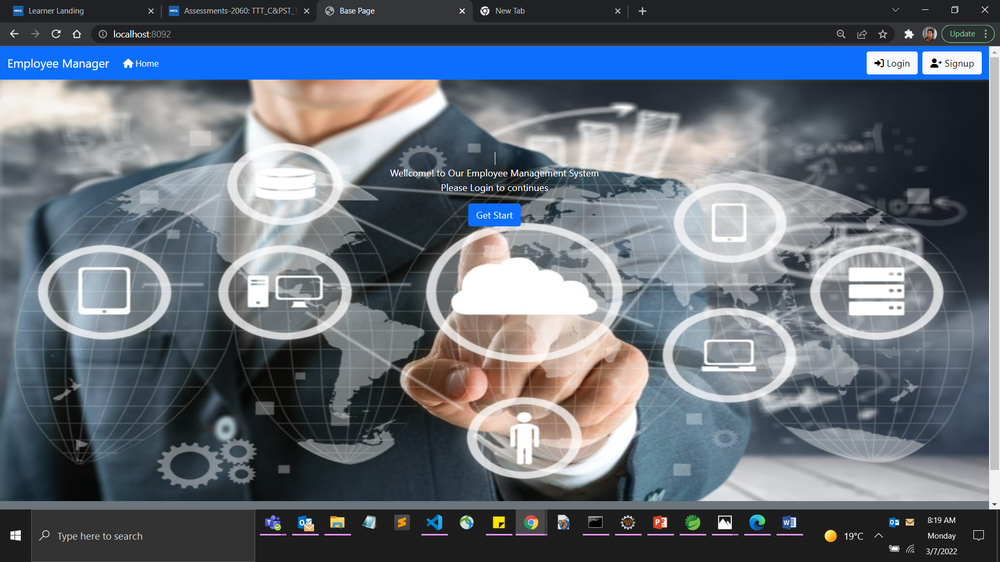 Learner Landing
Assessments-2060: TTT_C&PST_T
Base Page
New Tab
localhost:8092
Update
Employee Manager
Home
Login
Signup
Wellcome! to Our Employee Management System
Please Login to continues
Get Start
Type here to search
19°C
8:19 AM
Monday
3/7/2022